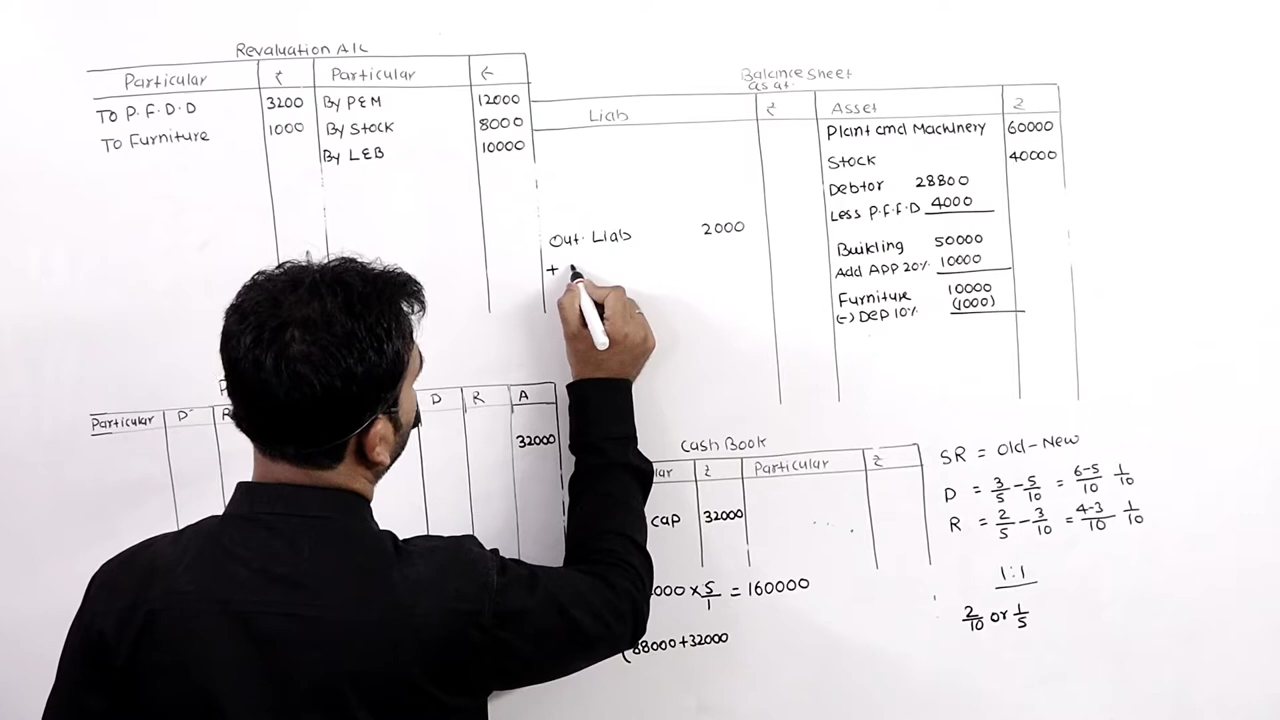 Revaluation A/C
Particular ₹ Particular ₹
To P.F.D.D 3200 By P&M 12000
To Furniture 1000 By Stock 8000
By L&B 10000
Balance Sheet
as at.
Liab ₹ Asset ₹
Plant and Machinery 60000
Stock 40000
Debtor 28800
Less P.F.F.D 4000
Out. Liab 2000
Building 50000
+
Add APP 20% 10000
Furniture 10000
(-) Dep 10% (1000)
Particular D R D R A
32000
Cash Book
lar ₹ Particular ₹
cap 32000
000 × 5/1 = 160000
(88000+32000
SR = Old - New
D = 3/5 - 5/10 = 6-5/10 1/10
R = 2/5 - 3/10 = 4-3/10 1/10
1:1
2/10 or 1/5